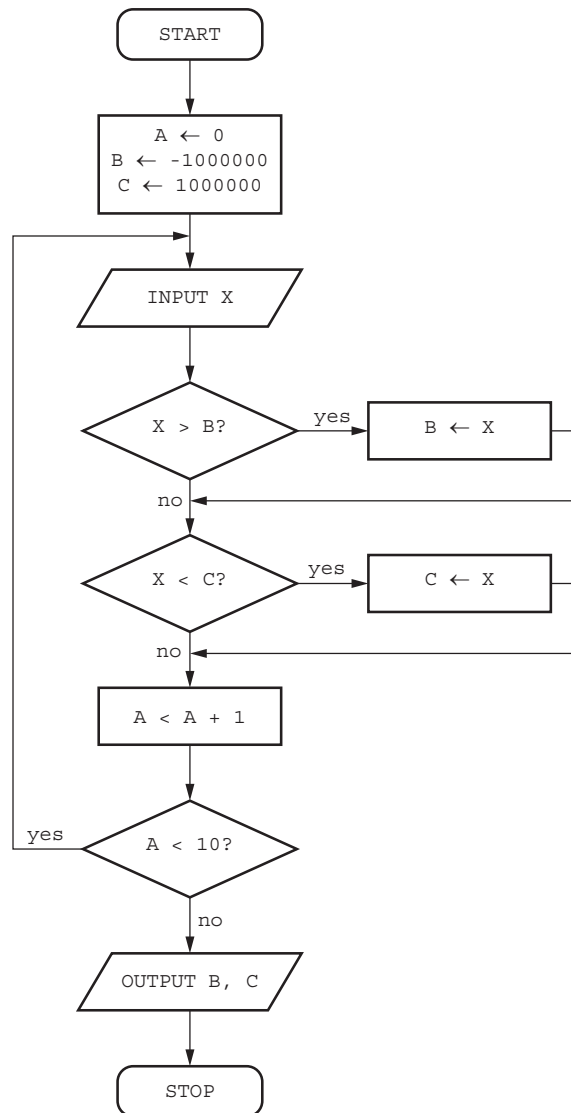 START
A ← 0
B ← -1000000
C ← 1000000
INPUT X
X > B?
yes
B ← X
no
X < C?
yes
C ← X
no
A < A + 1
A < 10?
yes
no
OUTPUT B, C
STOP